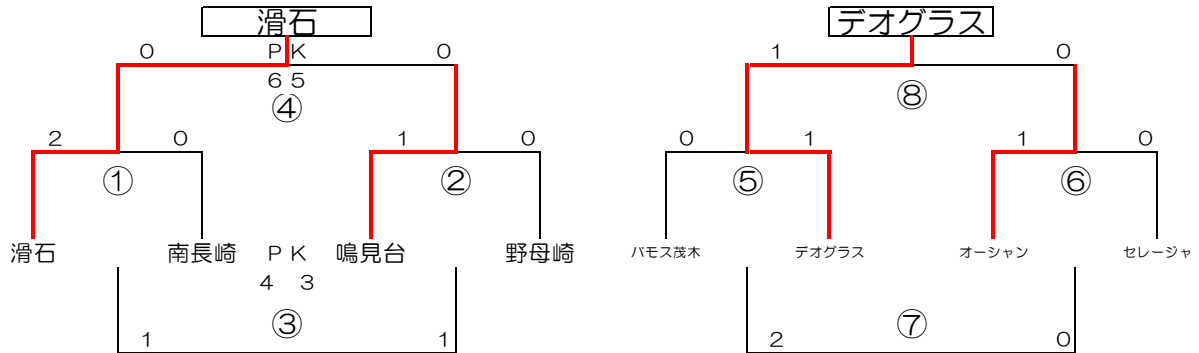 滑石
デオグラス
０ ＰＫ ０
６５
④
１ ０
⑧
２ ０ １ ０
① ②
０ １ １ ０
⑤ ⑥
滑石 南長崎 ＰＫ 鳴見台 野母崎
４ ３
③
１ １
バモス茂木 デオグラス オーシャン セレージャ
⑦
２ ０